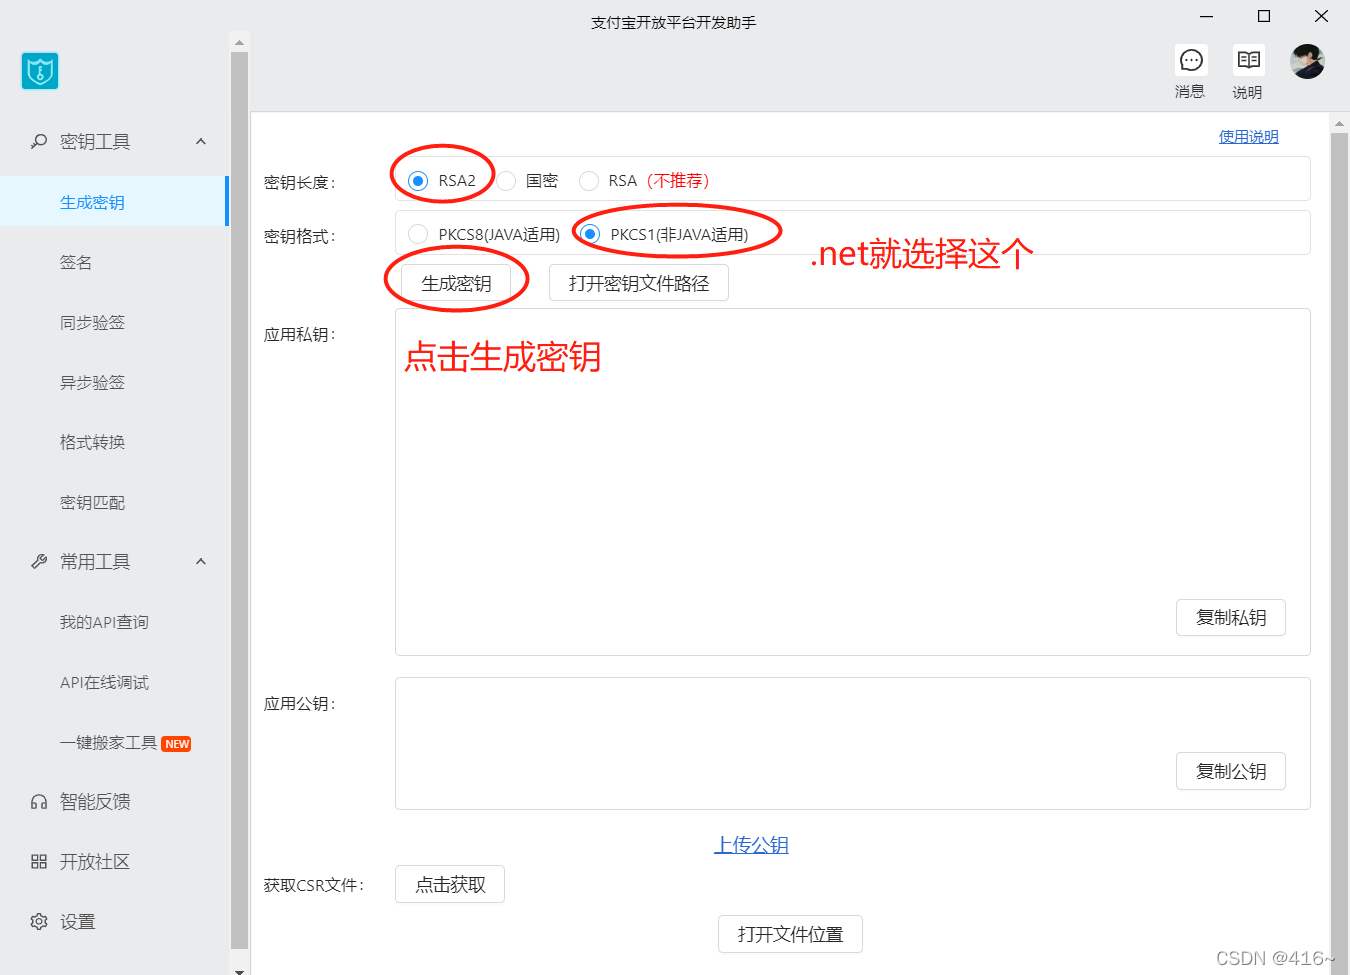 支付宝开放平台开发助手
消息
说明
密钥工具
生成密钥
签名
同步验签
异步验签
格式转换
密钥匹配
常用工具
我的API查询
API在线调试
一键搬家工具 NEW
智能反馈
开放社区
设置
使用说明
密钥长度： RSA2 国密 RSA（不推荐）
密钥格式： PKCS8(JAVA适用) PKCS1(非JAVA适用)
.net就选择这个
生成密钥 打开密钥文件路径
应用私钥：
点击生成密钥
复制私钥
应用公钥：
复制公钥
上传公钥
获取CSR文件： 点击获取
打开文件位置
CSDN @416~